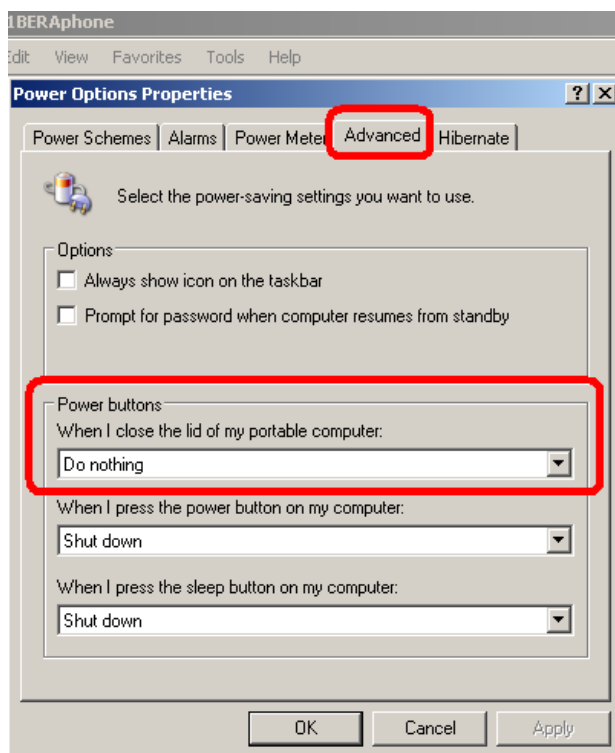 1BERAphone
Edit View Favorites Tools Help
Power Options Properties
Power Schemes Alarms Power Meter Advanced Hibernate
Select the power-saving settings you want to use.
Options
Always show icon on the taskbar
Prompt for password when computer resumes from standby
Power buttons
When I close the lid of my portable computer:
Do nothing
When I press the power button on my computer:
Shut down
When I press the sleep button on my computer:
Shut down
OK Cancel Apply